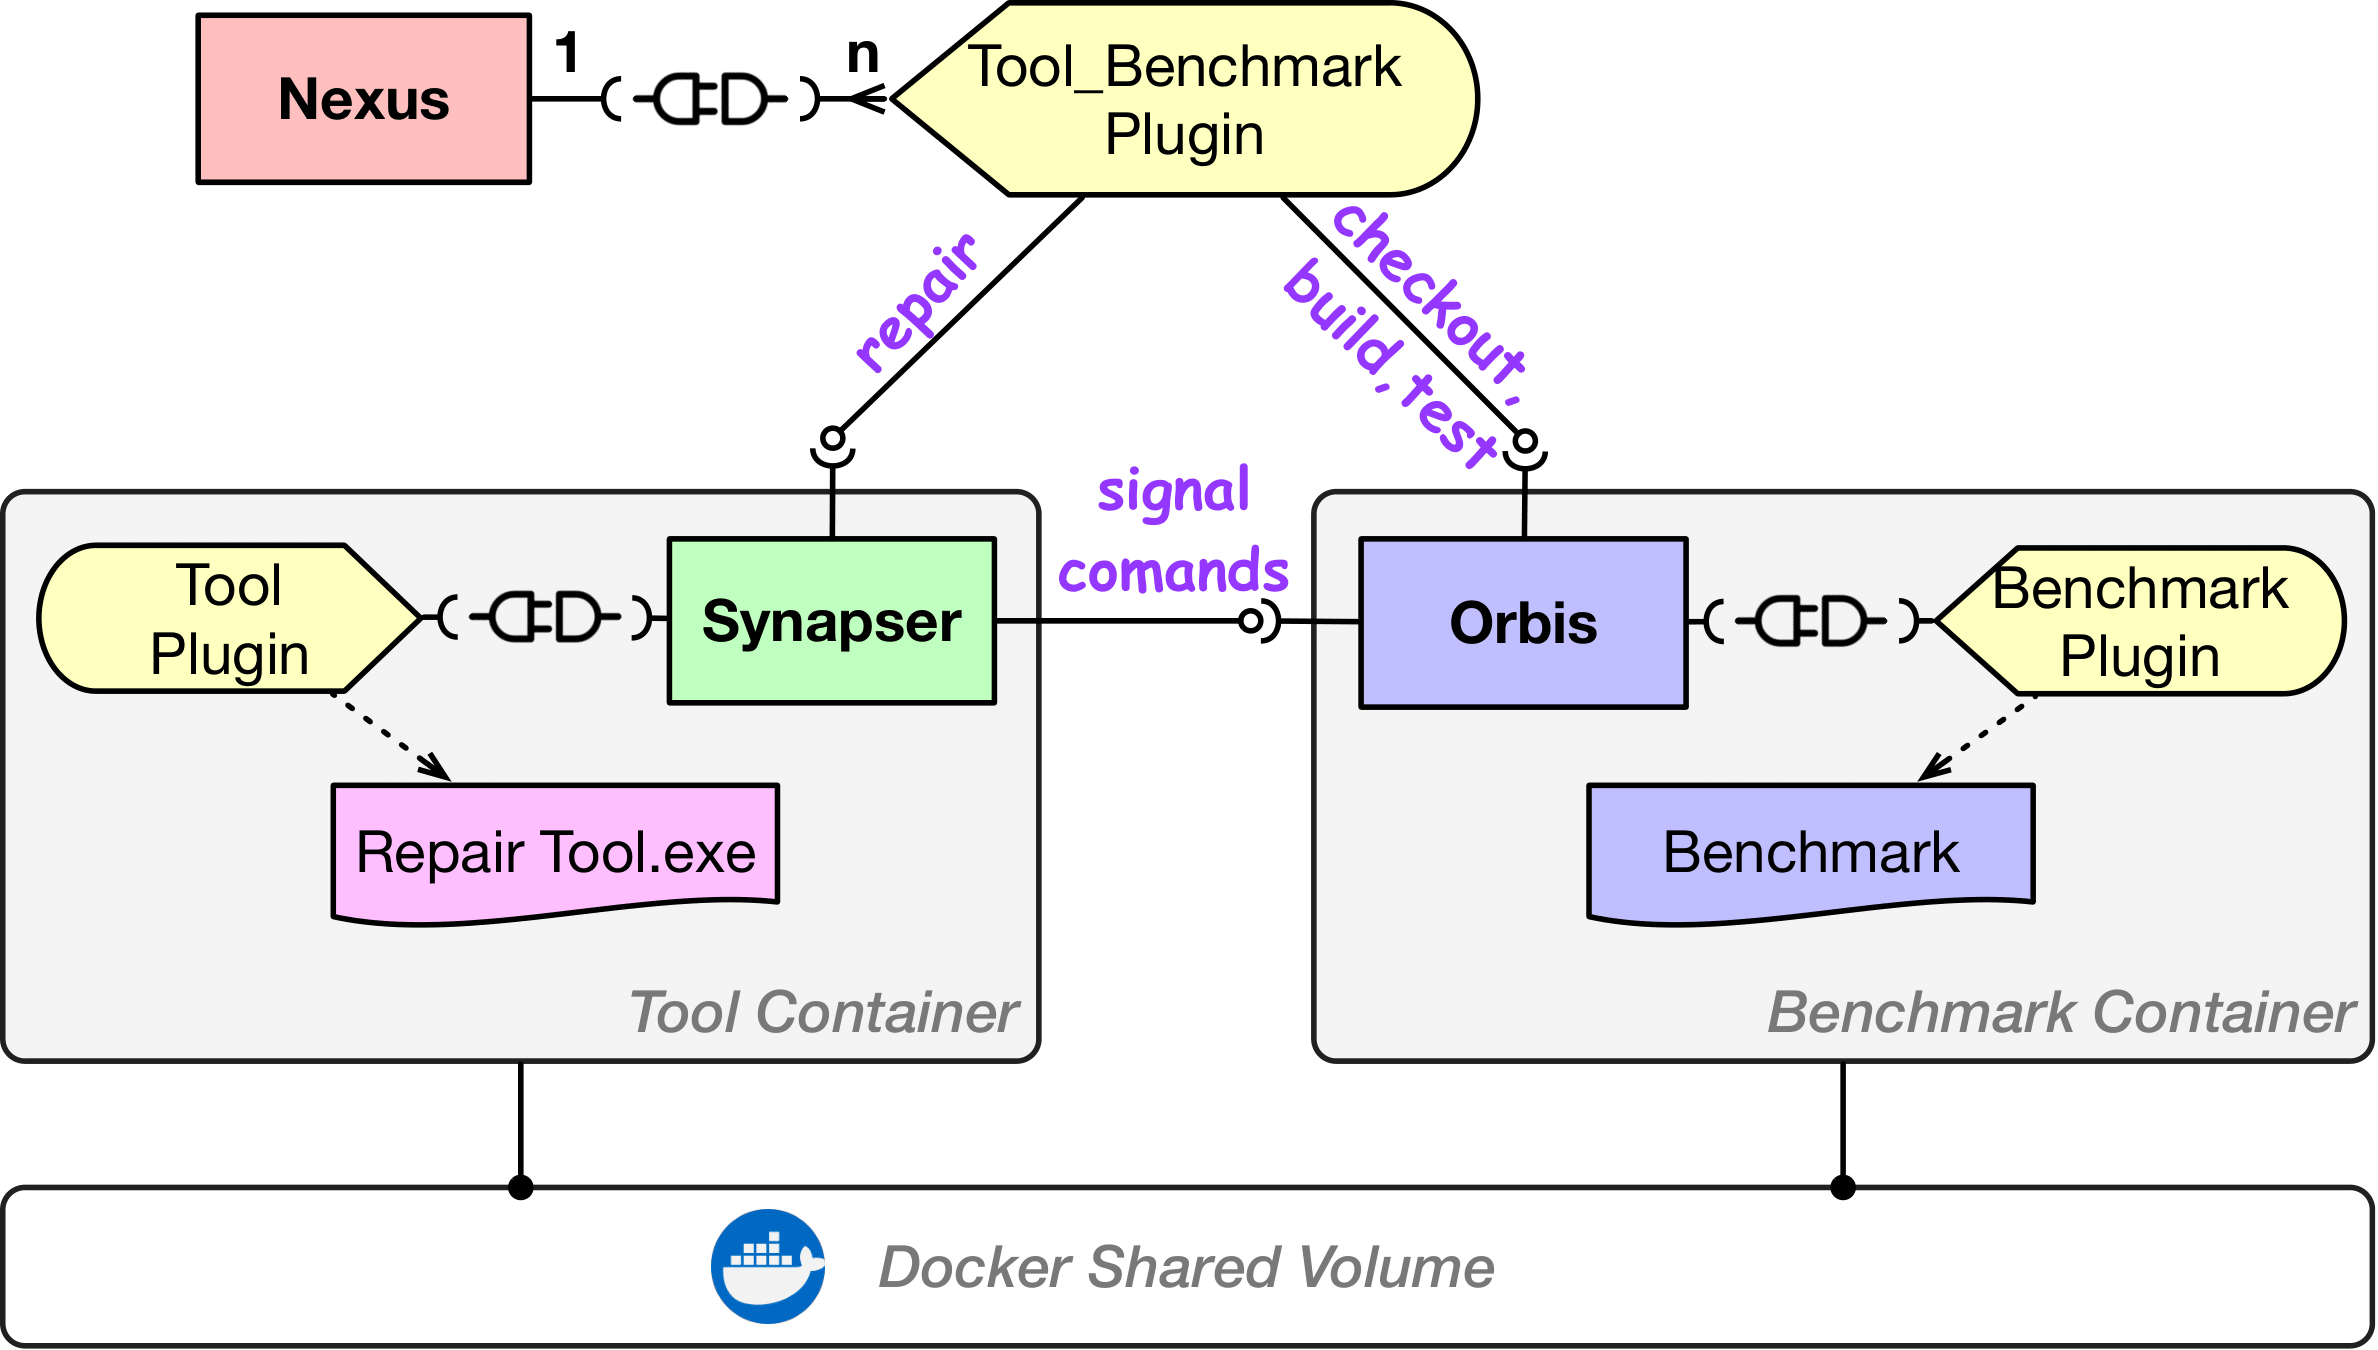 Nexus
1
n
Tool_Benchmark
Plugin
repair
checkout,
build, test
signal
comands
Tool
Plugin
Synapser
Orbis
Benchmark
Plugin
Repair Tool.exe
Benchmark
Tool Container
Benchmark Container
Docker Shared Volume